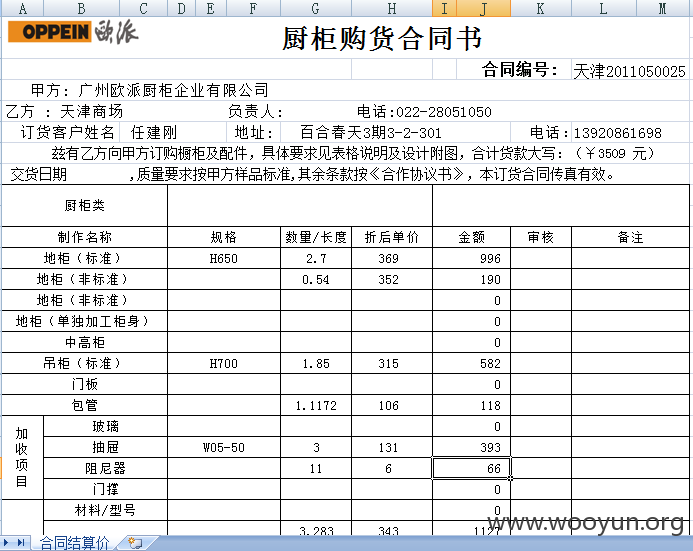 A B C D E F G H I J K L M
OPPEIN 欧派
厨柜购货合同书
合同编号: 天津2011050025
甲方: 广州欧派厨柜企业有限公司
乙方 : 天津商场 负责人: 电话:022-28051050
订货客户姓名 任建刚 地址: 百合春天3期3-2-301 电话:13920861698
兹有乙方向甲方订购橱柜及配件，具体要求见表格说明及设计附图，合计货款大写: （￥3509 元）
交货日期 ,质量要求按甲方样品标准,其余条款按《合作协议书》，本订货合同传真有效。
厨柜类
制作名称 规格 数量/长度 折后单价 金额 审核 备注
地柜（标准） H650 2.7 369 996
地柜（非标准） 0.54 352 190
地柜（非标准） 0
地柜（单独加工柜身） 0
中高柜 0
吊柜（标准） H700 1.85 315 582
门板 0
包管 1.1172 106 118
加收项目
玻璃 0
抽屉 W05-50 3 131 393
阻尼器 11 6 66
门撑 0
材料/型号 0
3.283 343 1127
www.wooyun.org
合同结算价